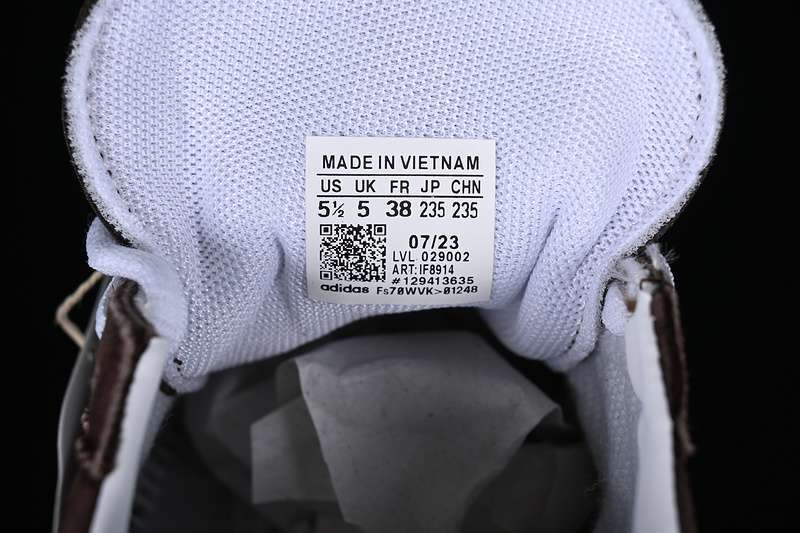 MADE IN VIETNAM
US UK FR JP CHN
5½ 5 38 235 235
07/23
LVL 029002
ART: IF8914
# 129413635
adidas Fs70WVK>01248